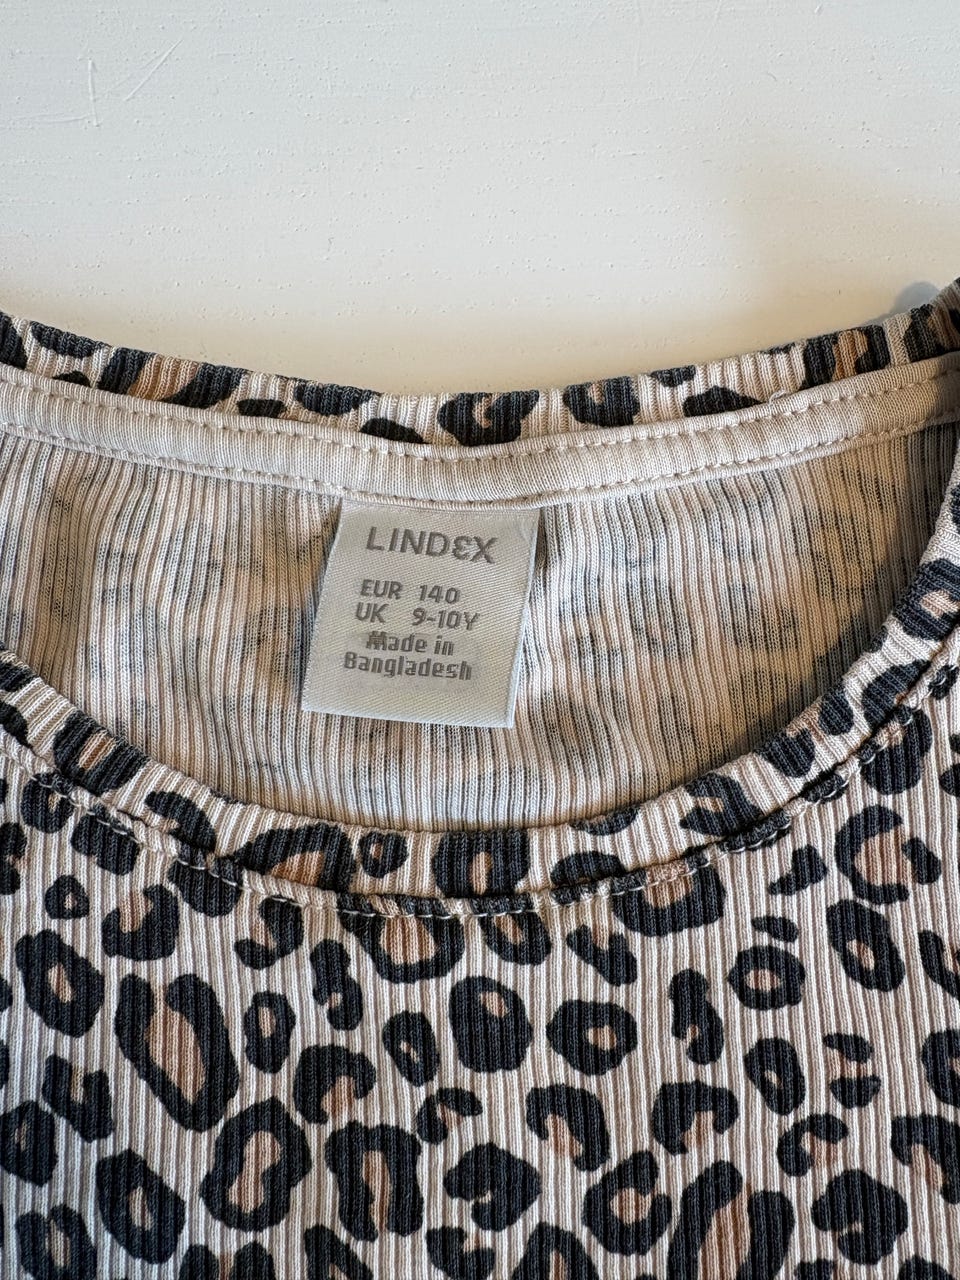 LINDEX
EUR 140
UK 9-10Y
Made in
Bangladesh